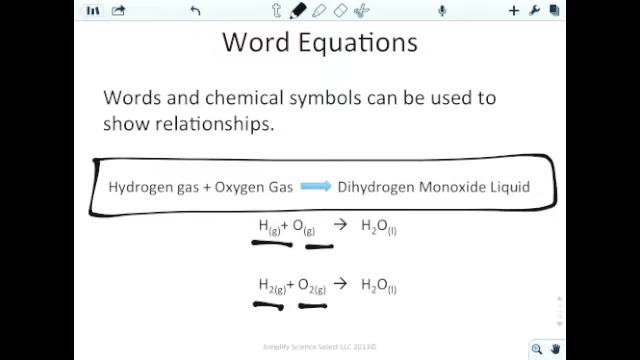 Word Equations
Words and chemical symbols can be used to
show relationships.
Hydrogen gas + Oxygen Gas Dihydrogen Monoxide Liquid
H(g)+ O(g) → H₂O(l)
H₂(g)+ O₂(g) → H₂O(l)
Simplify Science Select LLC 2013©